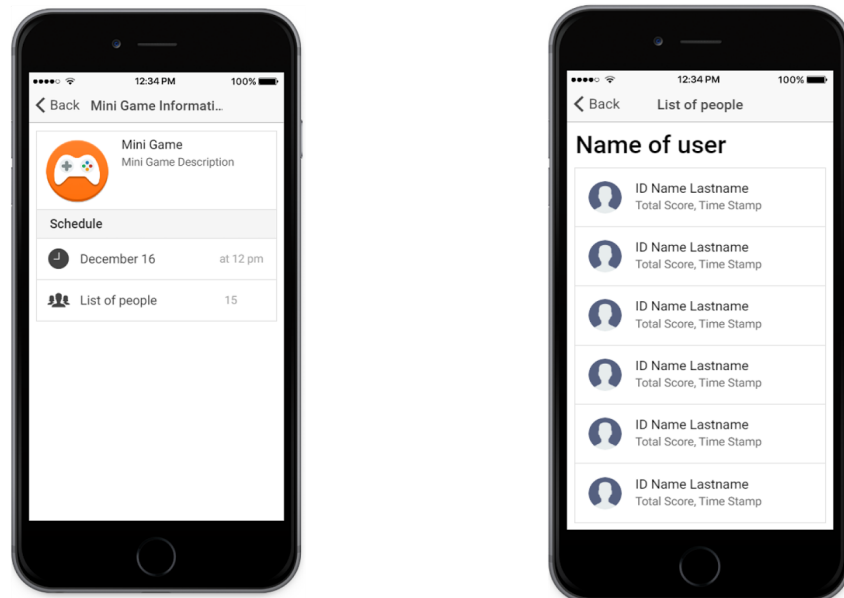 12:34 PM 100%
Back Mini Game Informati..
Mini Game
Mini Game Description
Schedule
December 16 at 12 pm
List of people 15
12:34 PM 100%
Back List of people
Name of user
ID Name Lastname
Total Score, Time Stamp
ID Name Lastname
Total Score, Time Stamp
ID Name Lastname
Total Score, Time Stamp
ID Name Lastname
Total Score, Time Stamp
ID Name Lastname
Total Score, Time Stamp
ID Name Lastname
Total Score, Time Stamp